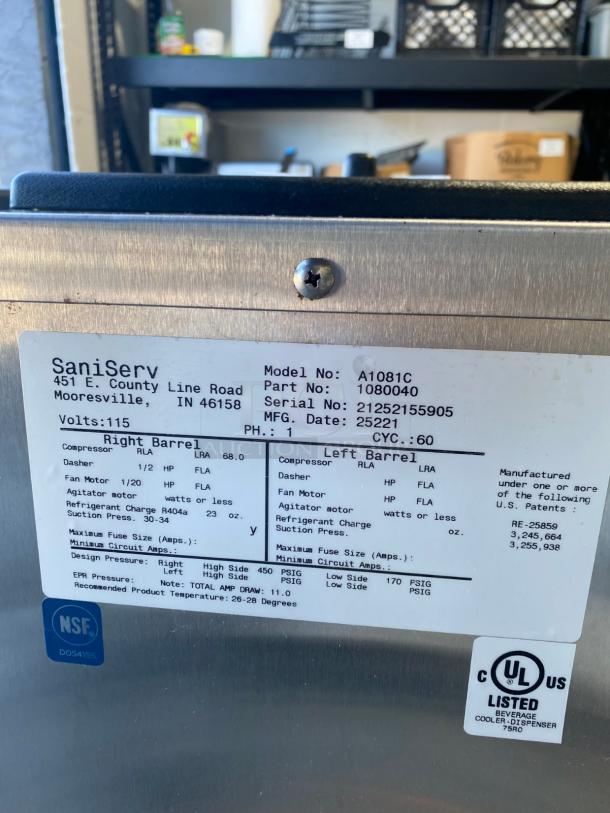 SaniServ
451 E. County Line Road
Mooresville, IN 46158
Model No: A1081C
Part No: 1080040
Serial No: 21252155905
MFG. Date: 25221
Volts:115 PH.: 1 CYC.:60
Right Barrel
Compressor RLA LRA 68.0
Dasher 1/2 HP FLA
Fan Motor 1/20 HP FLA
Agitator motor watts or less
Refrigerant Charge R404a 23 oz.
Suction Press. 30-34
y
Maximum Fuse Size (Amps.):
Minimum Circuit Amps.:
Left Barrel
Compressor RLA LRA
Dasher HP FLA
Fan Motor HP FLA
Agitator motor watts or less
Refrigerant Charge oz.
Suction Press.
Maximum Fuse Size (Amps.):
Minimum Circuit Amps.:
Manufactured
under one or more
of the following
U.S. Patents :
RE-25859
3,245,664
3,255,938
Design Pressure: Right High Side 450 PSIG Low Side 170 PSIG
Left High Side PSIG Low Side PSIG
EPR Pressure: Note: TOTAL AMP DRAW: 11.0
Recommended Product Temperature: 26-28 Degrees
NSF
C UL US
LISTED
BEVERAGE
COOLER-DISPENSER
75R0